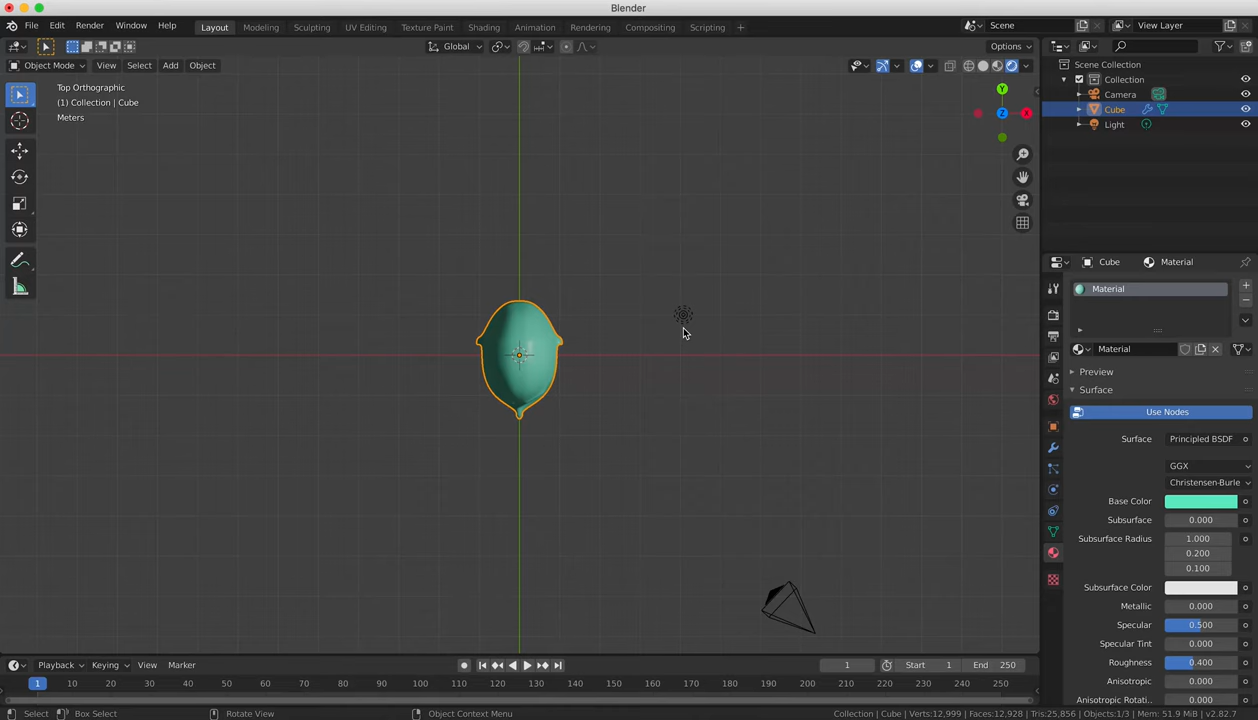 Blender
File Edit Render Window Help Layout Modeling Sculpting UV Editing Texture Paint Shading Animation Rendering Compositing Scripting + Scene View Layer
Global Options
Object Mode View Select Add Object
Top Orthographic
(1) Collection | Cube
Meters
Y
Z
X
Scene Collection
Collection
Camera
Cube
Light
Cube Material
Material
Material
Preview
Surface
Use Nodes
Surface Principled BSDF
GGX
Christensen-Burle
Base Color
Subsurface 0.000
Subsurface Radius 1.000
0.200
0.100
Subsurface Color
Metallic 0.000
Specular 0.500
Specular Tint 0.000
Roughness 0.400
Anisotropic 0.000
Anisotropic Rotati.. 0.000
Playback Keying View Marker 1 Start 1 End 250
1 10 20 30 40 50 60 70 80 90 100 110 120 130 140 150 160 170 180 190 200 210 220 230 240 250
Select Box Select Rotate View Object Context Menu Collection | Cube | Verts:12,999 | Faces:12,928 | Tris:25,856 | Objects:1/3 | Mem: 51.9 MiB | v2.82.7